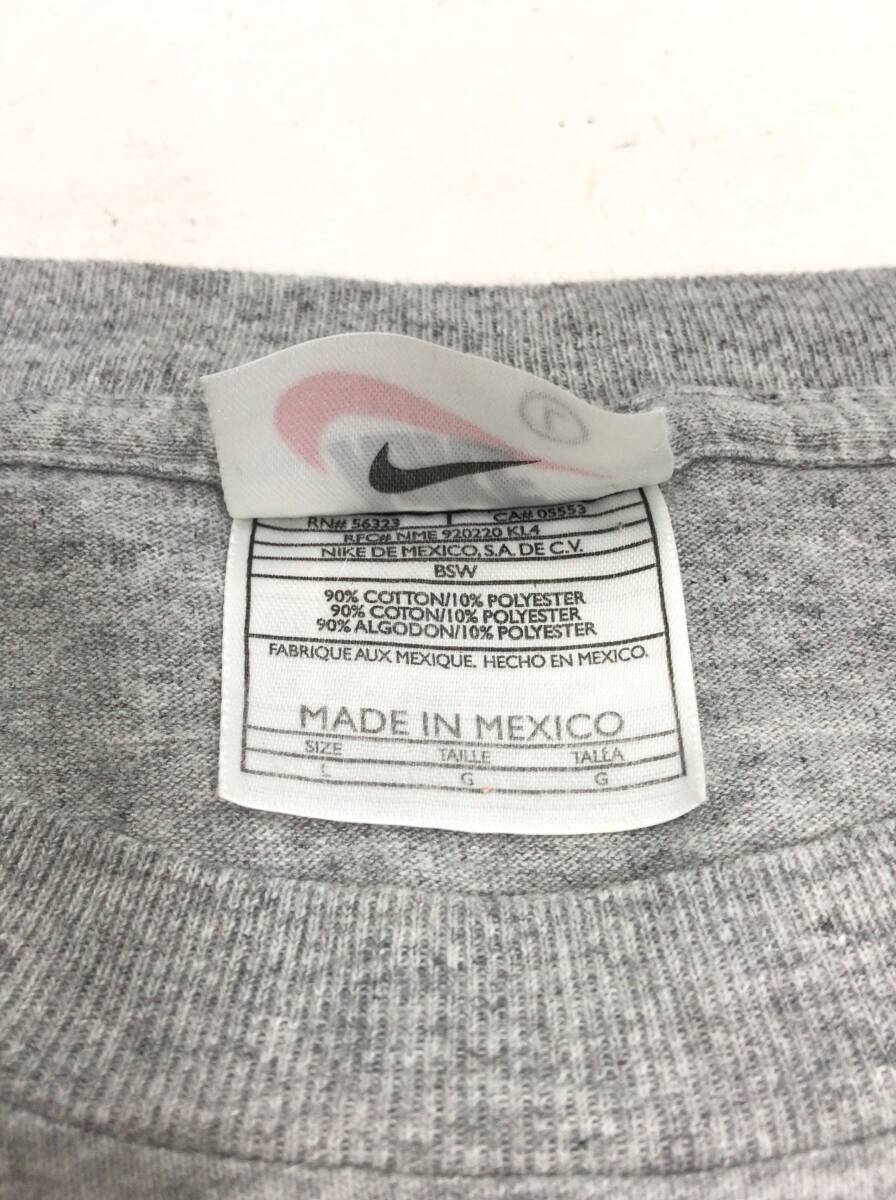 L
RN# 56323 CA# 05553
RFC# NME 920220 KL4
NIKE DE MEXICO, S.A. DE C.V.
BSW
90% COTTON/10% POLYESTER
90% COTON/10% POLYESTER
90% ALGODON/10% POLYESTER
FABRIQUE AUX MEXIQUE. HECHO EN MEXICO.
MADE IN MEXICO
SIZE TAILLE TALLA
L G G